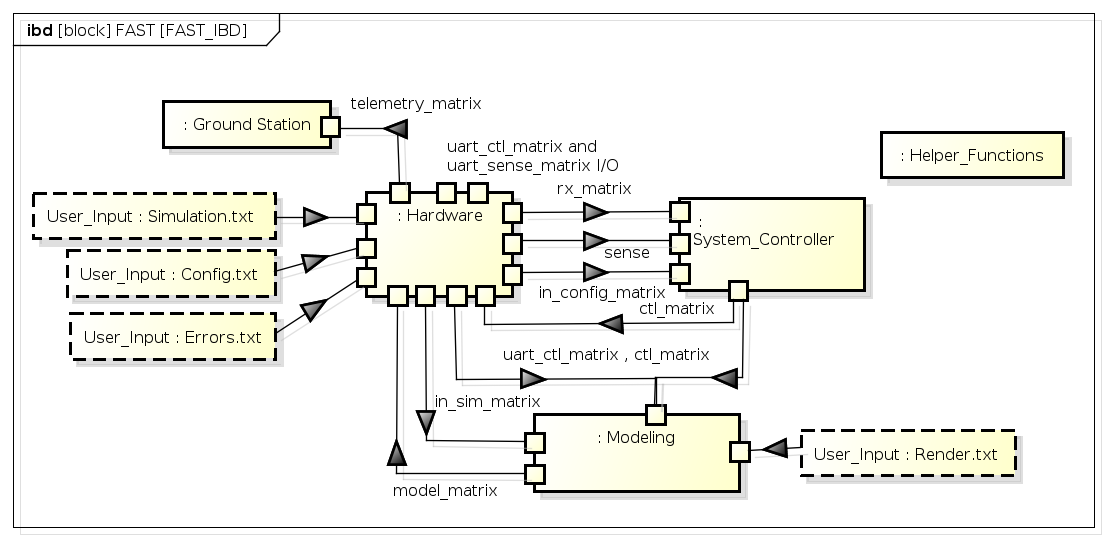 ibd [block] FAST [FAST_IBD]
telemetry_matrix
: Ground Station
uart_ctl_matrix and
uart_sense_matrix I/O
: Helper_Functions
rx_matrix
User_Input : Simulation.txt
: Hardware
:
System_Controller
sense
User_Input : Config.txt
in_config_matrix
ctl_matrix
User_Input : Errors.txt
uart_ctl_matrix , ctl_matrix
in_sim_matrix
: Modeling
User_Input : Render.txt
model_matrix